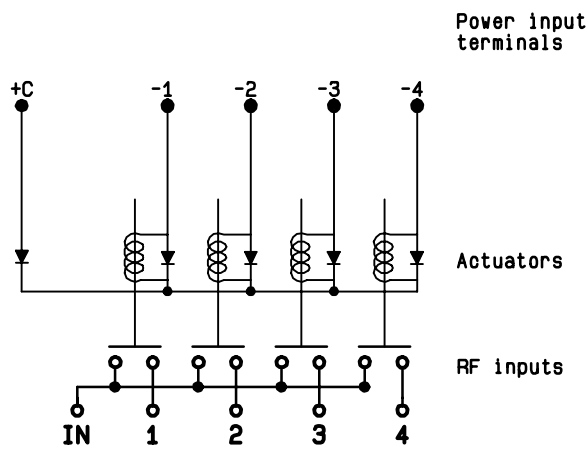 Power input
terminals
+C -1 -2 -3 -4
Actuators
RF inputs
IN 1 2 3 4